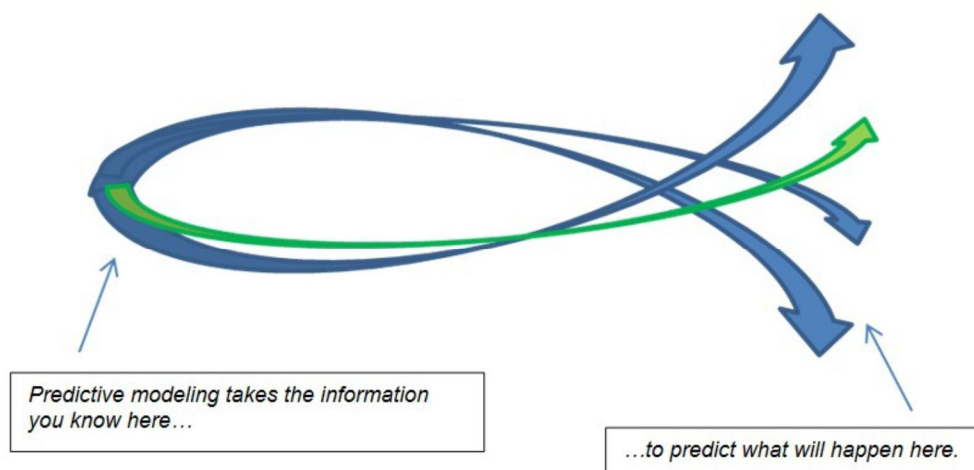 Predictive modeling takes the information
you know here…
…to predict what will happen here.